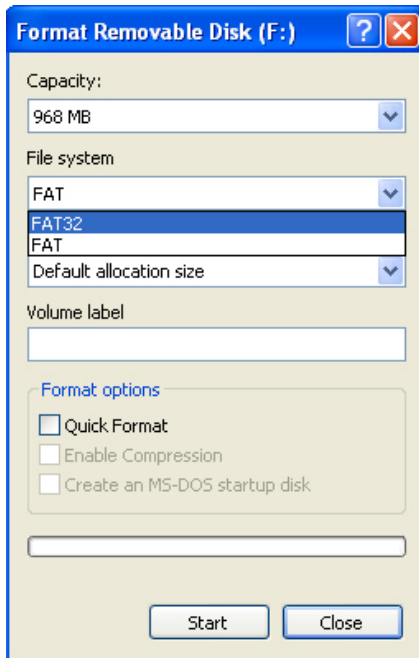 Format Removable Disk (F:)
Capacity:
968 MB
File system
FAT
FAT32
FAT
Default allocation size
Volume label
Format options
Quick Format
Enable Compression
Create an MS-DOS startup disk
Start Close